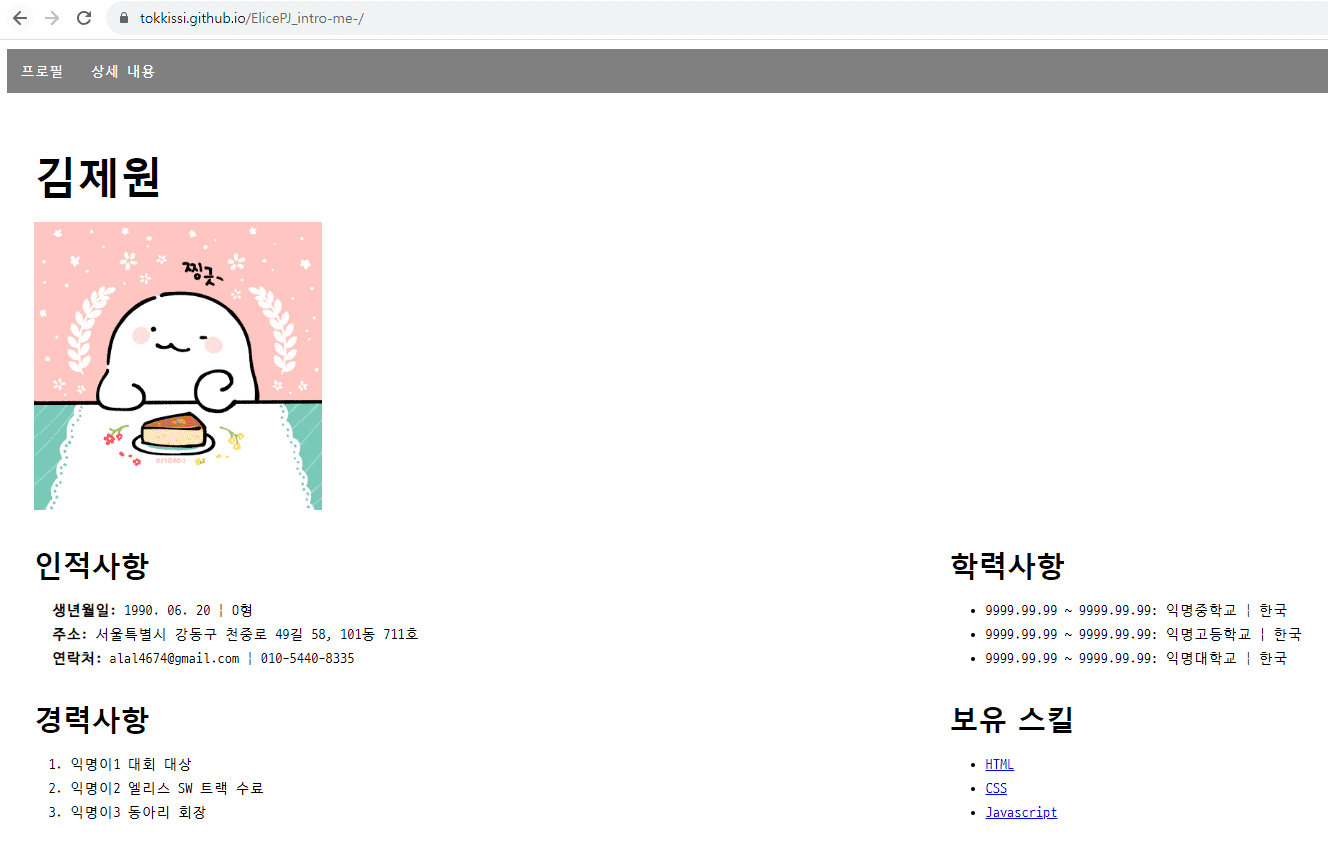 tokkissi.github.io/ElicePJ_intro-me-/
프로필 상세 내용
김제원
찡긋~
인적사항
생년월일: 1990. 06. 20 | O형
주소: 서울특별시 강동구 천중로 49길 58, 101동 711호
연락처: alal4674@gmail.com | 010-5440-8335
학력사항
• 9999.99.99 ~ 9999.99.99: 익명중학교 | 한국
• 9999.99.99 ~ 9999.99.99: 익명고등학교 | 한국
• 9999.99.99 ~ 9999.99.99: 익명대학교 | 한국
경력사항
1. 익명이1 대회 대상
2. 익명이2 엘리스 SW 트랙 수료
3. 익명이3 동아리 회장
보유 스킬
• HTML
• CSS
• Javascript